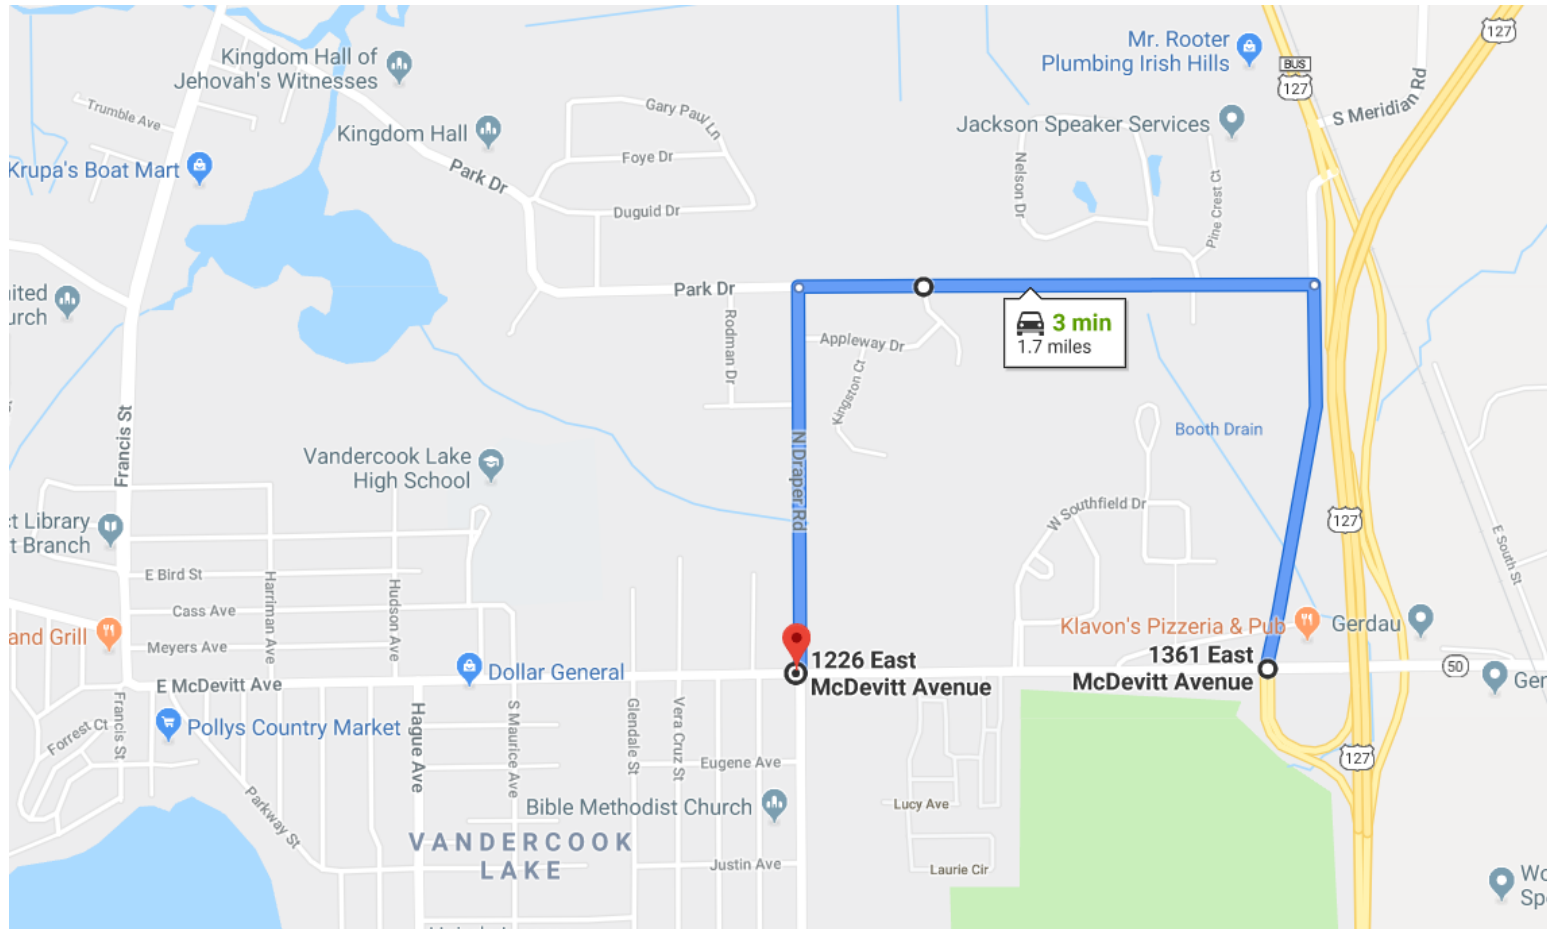 Kingdom Hall of
Jehovah's Witnesses
Mr. Rooter
Plumbing Irish Hills
127
BUS
127
S Meridian Rd
Trumble Ave
Gary Paul Ln
Kingdom Hall
Jackson Speaker Services
Krupa's Boat Mart
Park Dr
Foye Dr
Nelson Dr
Pine Crest Ct
Duguid Dr
Park Dr
3 min
1.7 miles
Rodman Dr
Appleway Dr
Kingston Ct
Francis St
Booth Drain
N Draper Rd
Vandercook Lake
High School
W Southfield Dr
127
E South St
Library
Branch
E Bird St
Harriman Ave
Hudson Ave
Cass Ave
and Grill
Meyers Ave
Klavon's Pizzeria & Pub
Gerdau
1226 East
McDevitt Avenue
1361 East
McDevitt Avenue
50
Dollar General
E McDevitt Ave
Francis St
Forrest Ct
Pollys Country Market
Hague Ave
S Maurice Ave
Glendale St
Vera Cruz St
Eugene Ave
127
Parkway St
Bible Methodist Church
Lucy Ave
VANDERCOOK
LAKE
Justin Ave
Laurie Cir